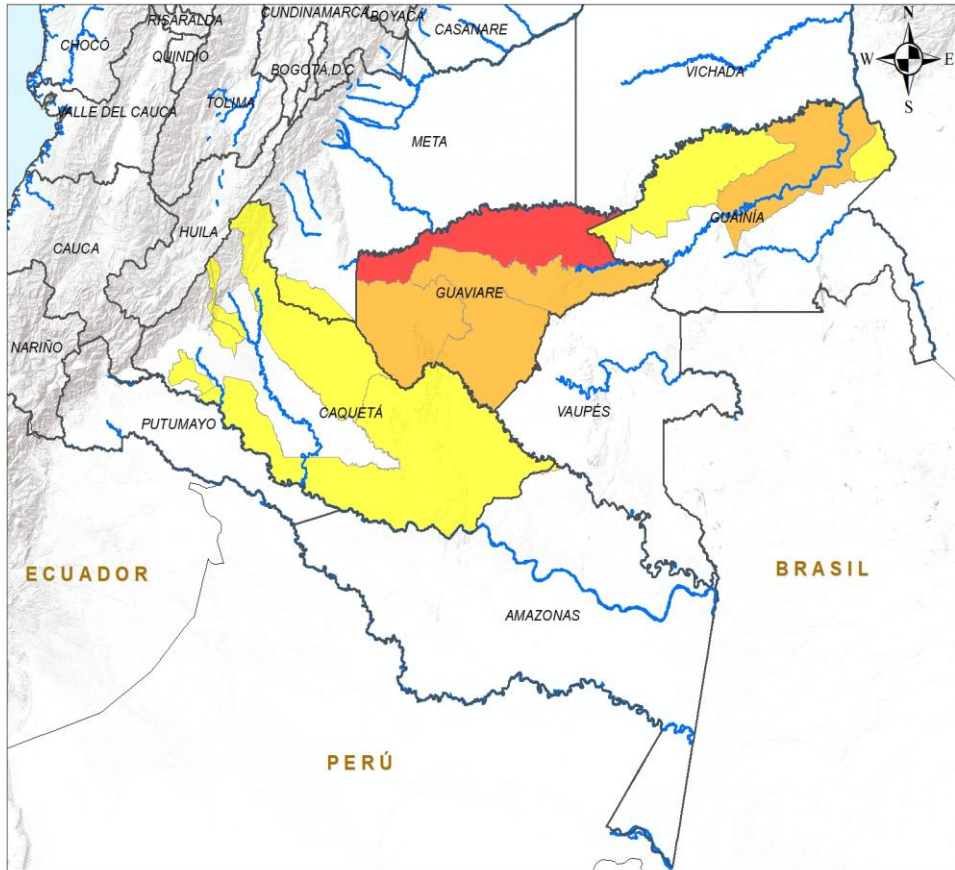 CUNDINAMARCA
BOYACÁ
RISARALDA
CASANARE
N
CHOCÓ
QUINDIO
BOGOTÁ,D.C
W
E
VICHADA
S
TOLIMA
VALLE DEL CAUCA
META
GUAINÍA
HUILA
CAUCA
GUAVIARE
NARIÑO
CAQUETÁ
VAUPÉS
PUTUMAYO
ECUADOR
BRASIL
AMAZONAS
PERÚ